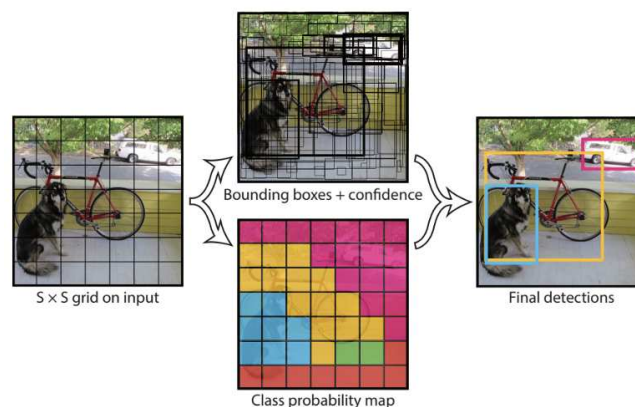 S × S grid on input
Bounding boxes + confidence
Class probability map
Final detections